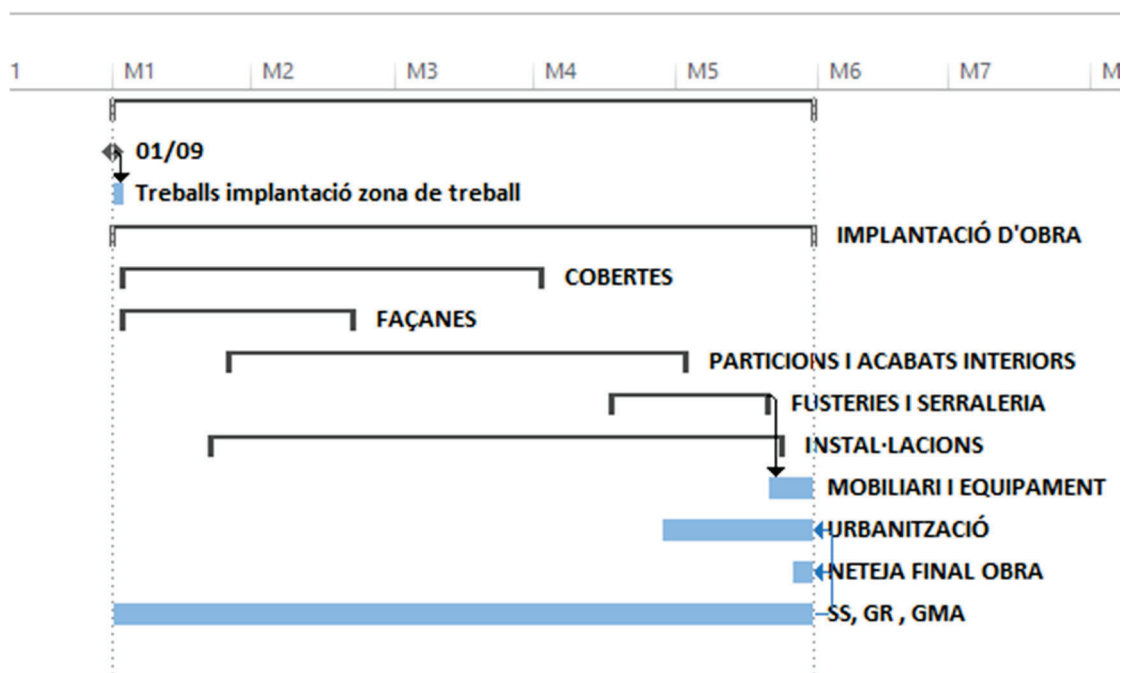 1 M1 M2 M3 M4 M5 M6 M7 M
01/09
Treballs implantació zona de treball
IMPLANTACIÓ D'OBRA
COBERTES
FAÇANES
PARTICIONS I ACABATS INTERIORS
FUSTERIES I SERRALERIA
INSTAL·LACIONS
MOBILIARI I EQUIPAMENT
URBANITZACIÓ
NETEJA FINAL OBRA
SS, GR , GMA